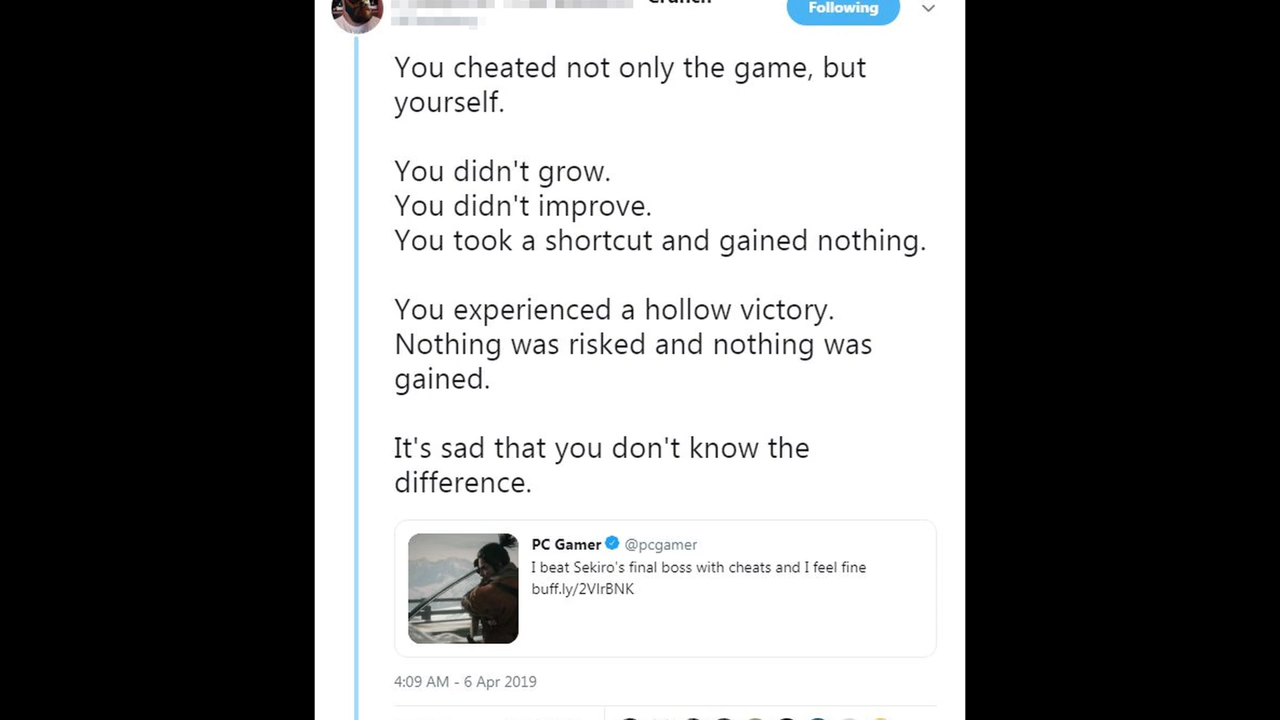 Crunch
Following
You cheated not only the game, but
yourself.
You didn't grow.
You didn't improve.
You took a shortcut and gained nothing.
You experienced a hollow victory.
Nothing was risked and nothing was
gained.
It's sad that you don't know the
difference.
PC Gamer @pcgamer
I beat Sekiro's final boss with cheats and I feel fine
buff.ly/2VIrBNK
4:09 AM - 6 Apr 2019